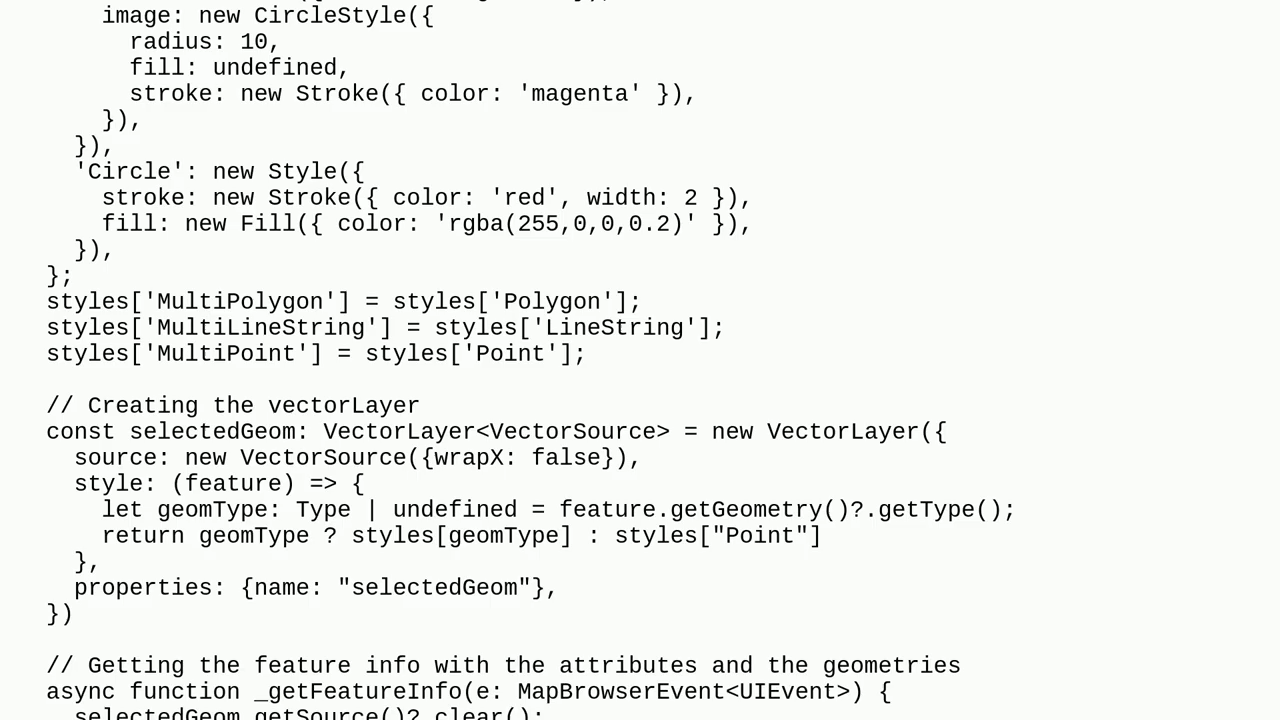 image: new CircleStyle({
radius: 10,
fill: undefined,
stroke: new Stroke({ color: 'magenta' }),
}),
}),
'Circle': new Style({
stroke: new Stroke({ color: 'red', width: 2 }),
fill: new Fill({ color: 'rgba(255,0,0,0.2)' }),
}),
};
styles['MultiPolygon'] = styles['Polygon'];
styles['MultiLineString'] = styles['LineString'];
styles['MultiPoint'] = styles['Point'];
// Creating the vectorLayer
const selectedGeom: VectorLayer<VectorSource> = new VectorLayer({
source: new VectorSource({wrapX: false}),
style: (feature) => {
let geomType: Type | undefined = feature.getGeometry()?.getType();
return geomType ? styles[geomType] : styles["Point"]
},
properties: {name: "selectedGeom"},
})
// Getting the feature info with the attributes and the geometries
async function _getFeatureInfo(e: MapBrowserEvent<UIEvent>) {
selectedGeom.getSource()?.clear();